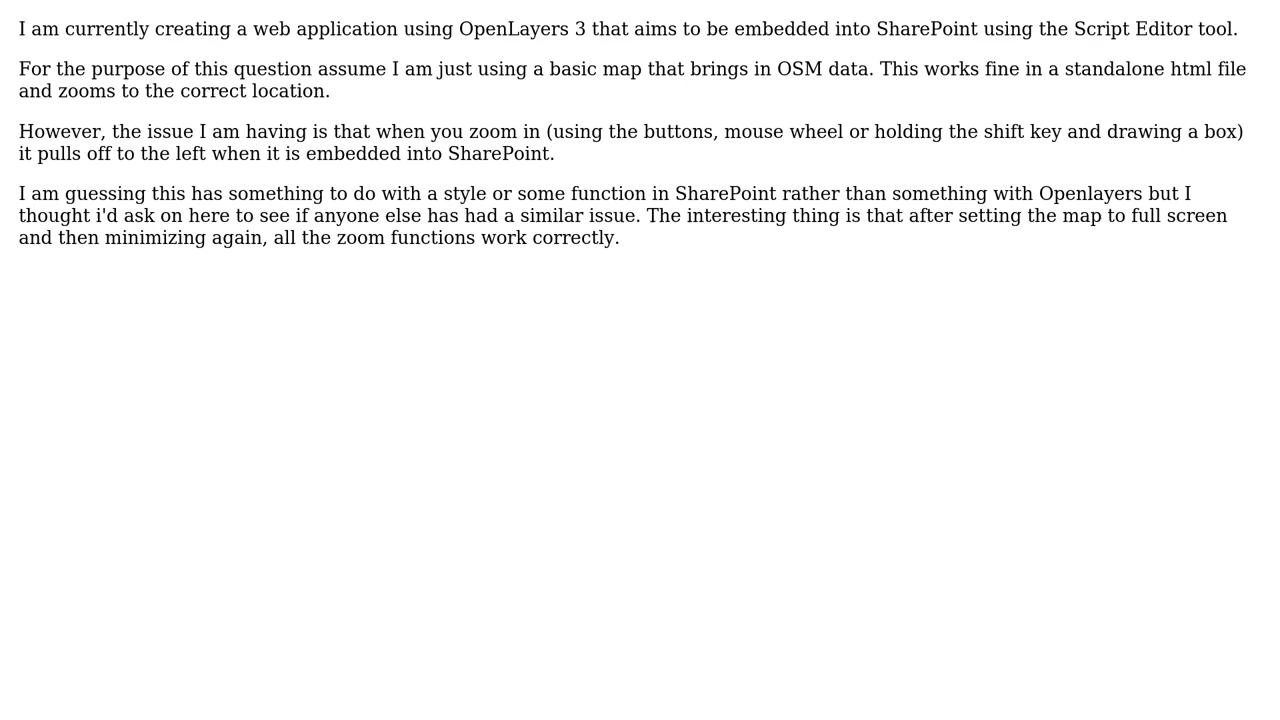 I am currently creating a web application using OpenLayers 3 that aims to be embedded into SharePoint using the Script Editor tool.
For the purpose of this question assume I am just using a basic map that brings in OSM data. This works fine in a standalone html file
and zooms to the correct location.
However, the issue I am having is that when you zoom in (using the buttons, mouse wheel or holding the shift key and drawing a box)
it pulls off to the left when it is embedded into SharePoint.
I am guessing this has something to do with a style or some function in SharePoint rather than something with Openlayers but I
thought i'd ask on here to see if anyone else has had a similar issue. The interesting thing is that after setting the map to full screen
and then minimizing again, all the zoom functions work correctly.